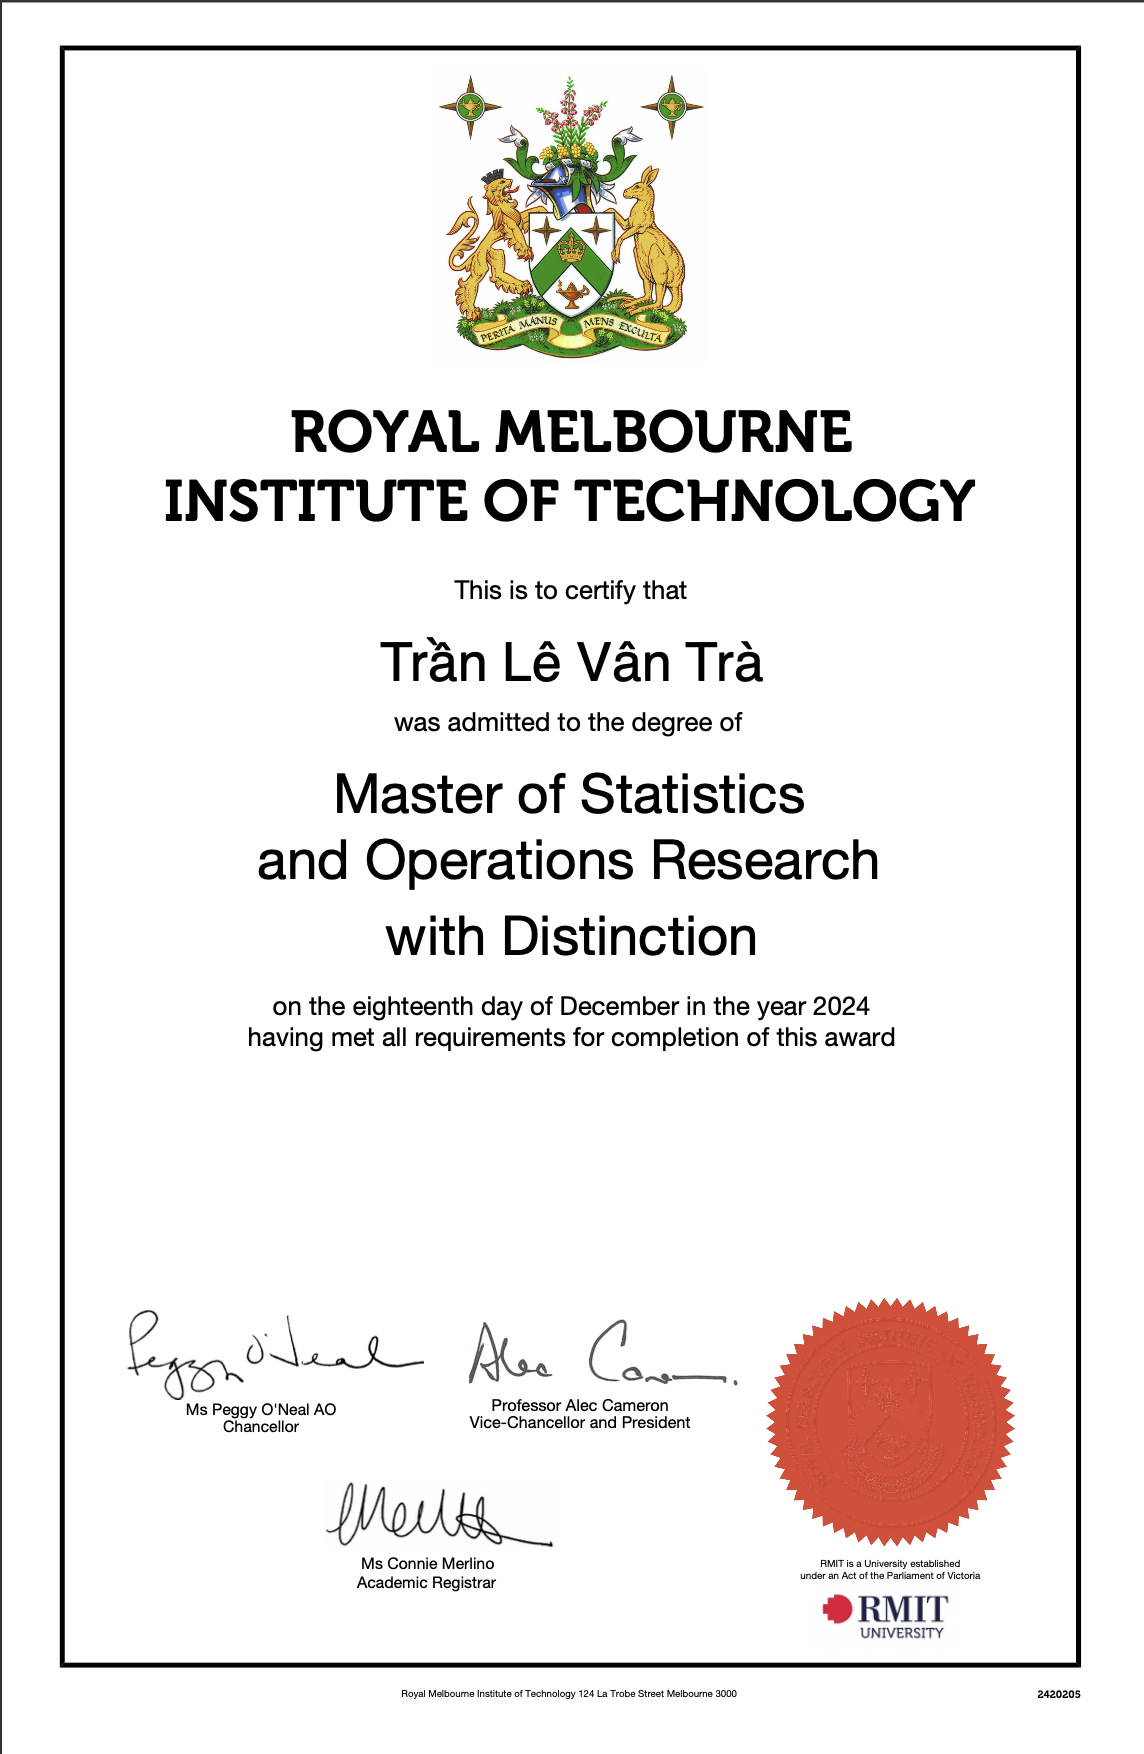 PERITA MANUS MENS EXCULTA
ROYAL MELBOURNE
INSTITUTE OF TECHNOLOGY
This is to certify that
Trần Lê Vân Trà
was admitted to the degree of
Master of Statistics
and Operations Research
with Distinction
on the eighteenth day of December in the year 2024
having met all requirements for completion of this award
Peggy O'Neal
Ms Peggy O'Neal AO
Chancellor
Alec Cameron
Professor Alec Cameron
Vice-Chancellor and President
Ms Connie Merlino
Academic Registrar
RMIT is a University established
under an Act of the Parliament of Victoria
RMIT
UNIVERSITY
Royal Melbourne Institute of Technology 124 La Trobe Street Melbourne 3000
2420205